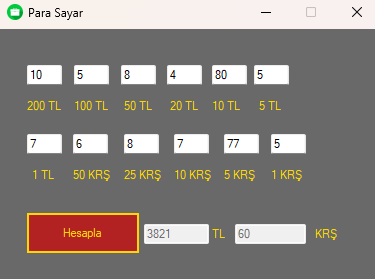 Para Sayar
10 5 8 4 80 5
200 TL 100 TL 50 TL 20 TL 10 TL 5 TL
7 6 8 7 77 5
1 TL 50 KRŞ 25 KRŞ 10 KRŞ 5 KRŞ 1 KRŞ
Hesapla 3821 TL 60 KRŞ